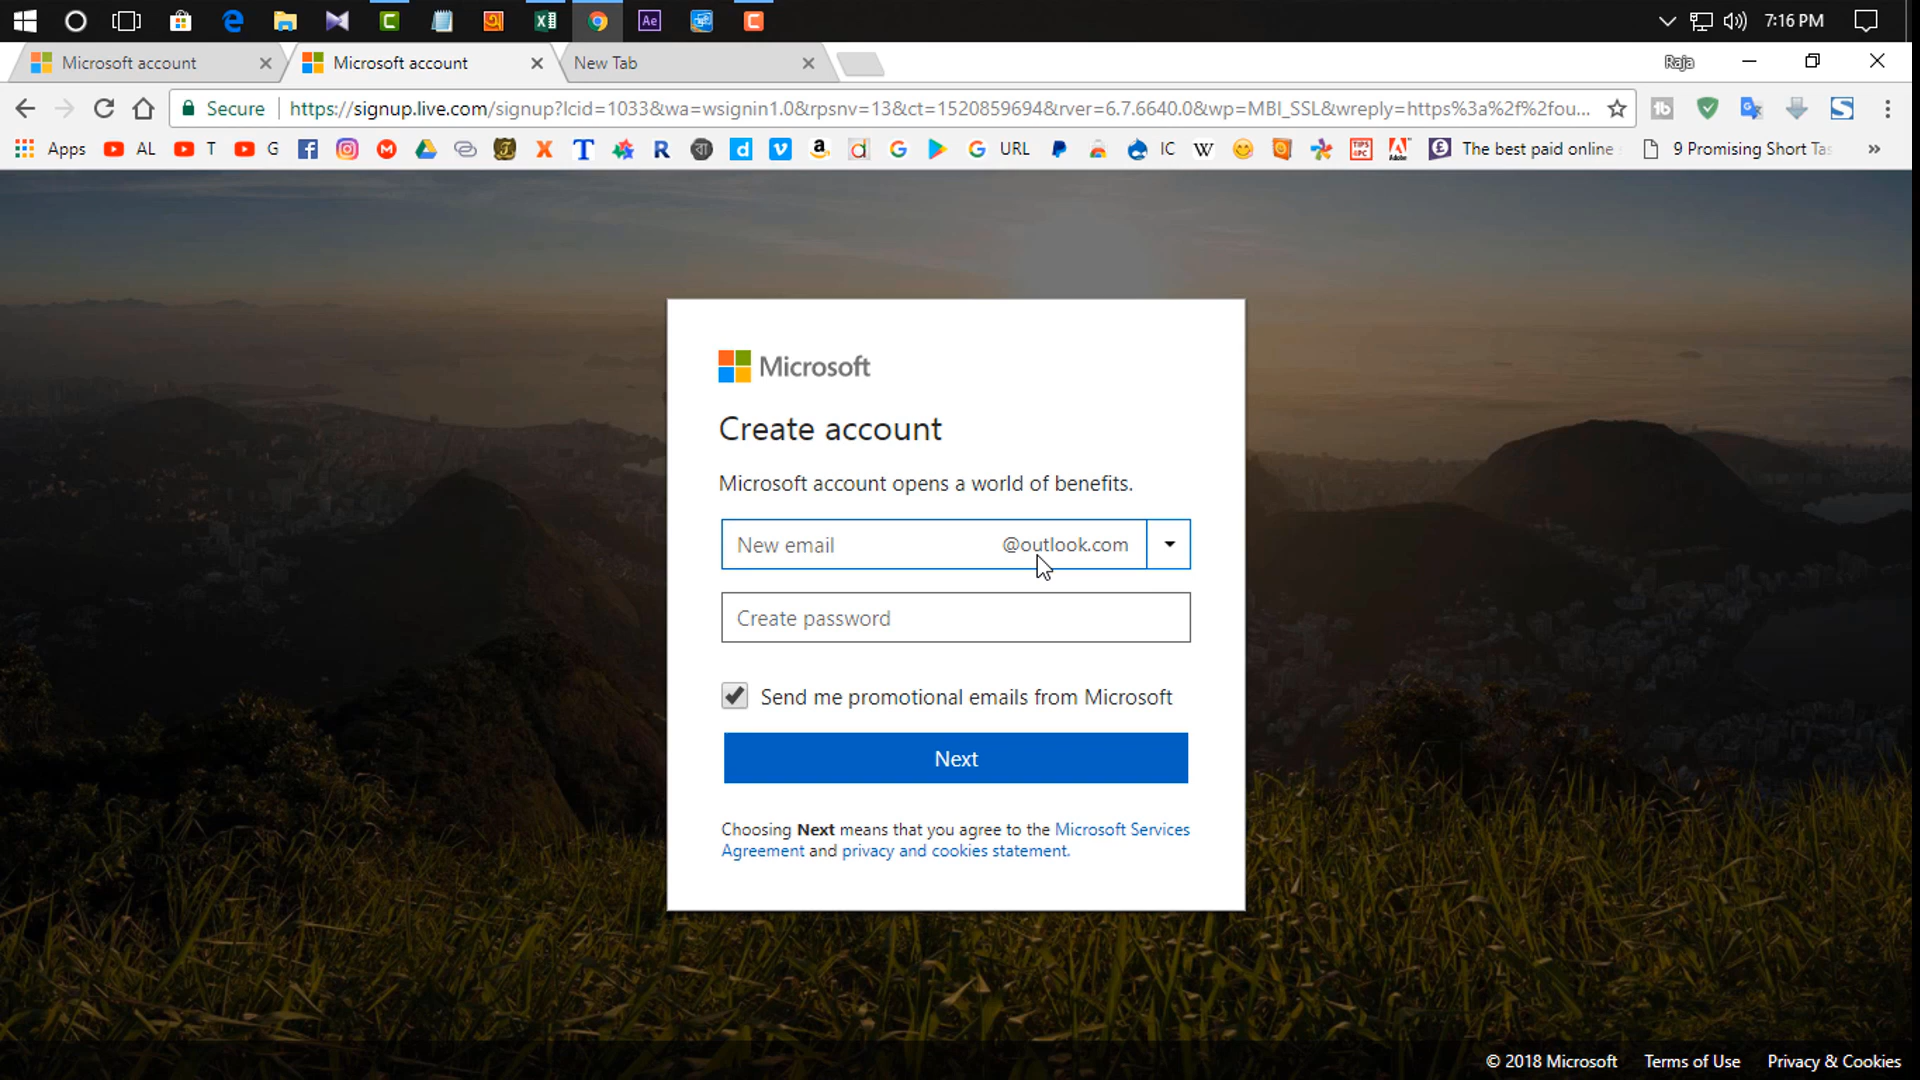 7:16 PM
Microsoft account
Microsoft account
New Tab
Raja
Secure
https://signup.live.com/signup?lcid=1033&wa=wsignin1.0&rpsnv=13&ct=1520859694&rver=6.7.6640.0&wp=MBI_SSL&wreply=https%3a%2f%2fou...
Apps
AL
T
G
URL
IC
The best paid online
9 Promising Short Tas
»
Microsoft
Create account
Microsoft account opens a world of benefits.
New email @outlook.com
Create password
Send me promotional emails from Microsoft
Next
Choosing Next means that you agree to the Microsoft Services
Agreement and privacy and cookies statement.
© 2018 Microsoft Terms of Use Privacy & Cookies